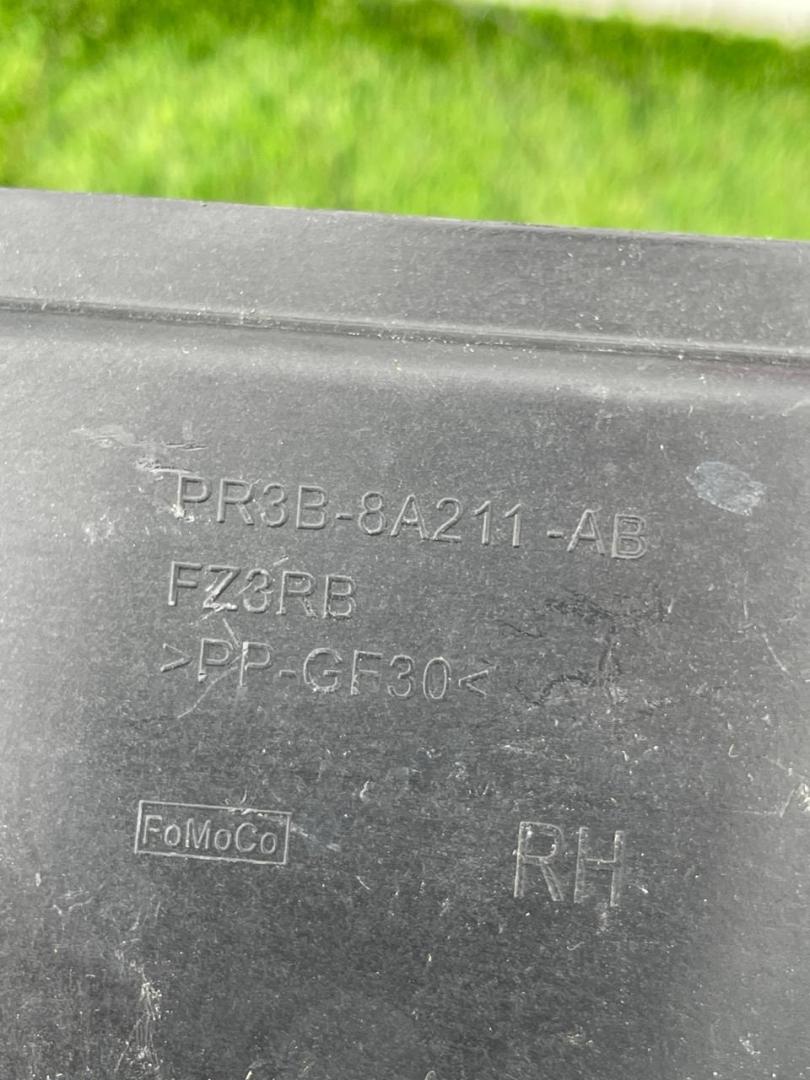 PR3B-8A211-AB
FZ3RB
>PP-GF30<
FoMoCo
RH